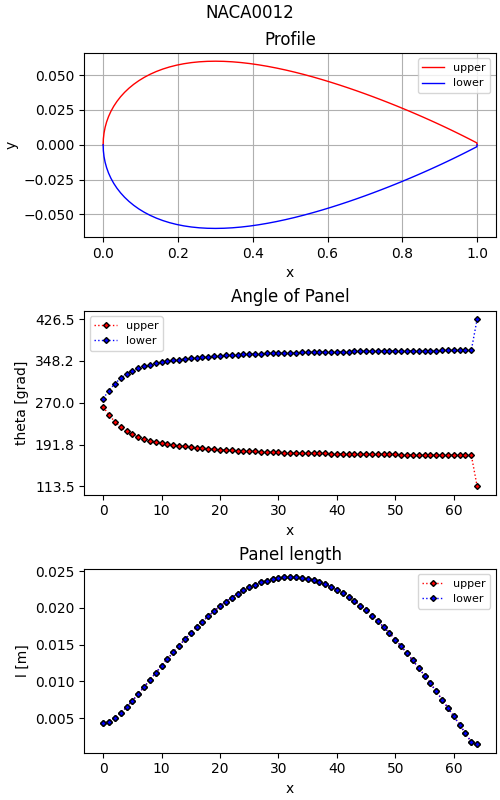 NACA0012
Profile
0.050
0.025
0.000
−0.025
−0.050
y
upper
lower
0.0 0.2 0.4 0.6 0.8 1.0
x
Angle of Panel
426.5
348.2
270.0
191.8
113.5
theta [grad]
upper
lower
0 10 20 30 40 50 60
x
Panel length
0.025
0.020
0.015
0.010
0.005
l [m]
upper
lower
0 10 20 30 40 50 60
x